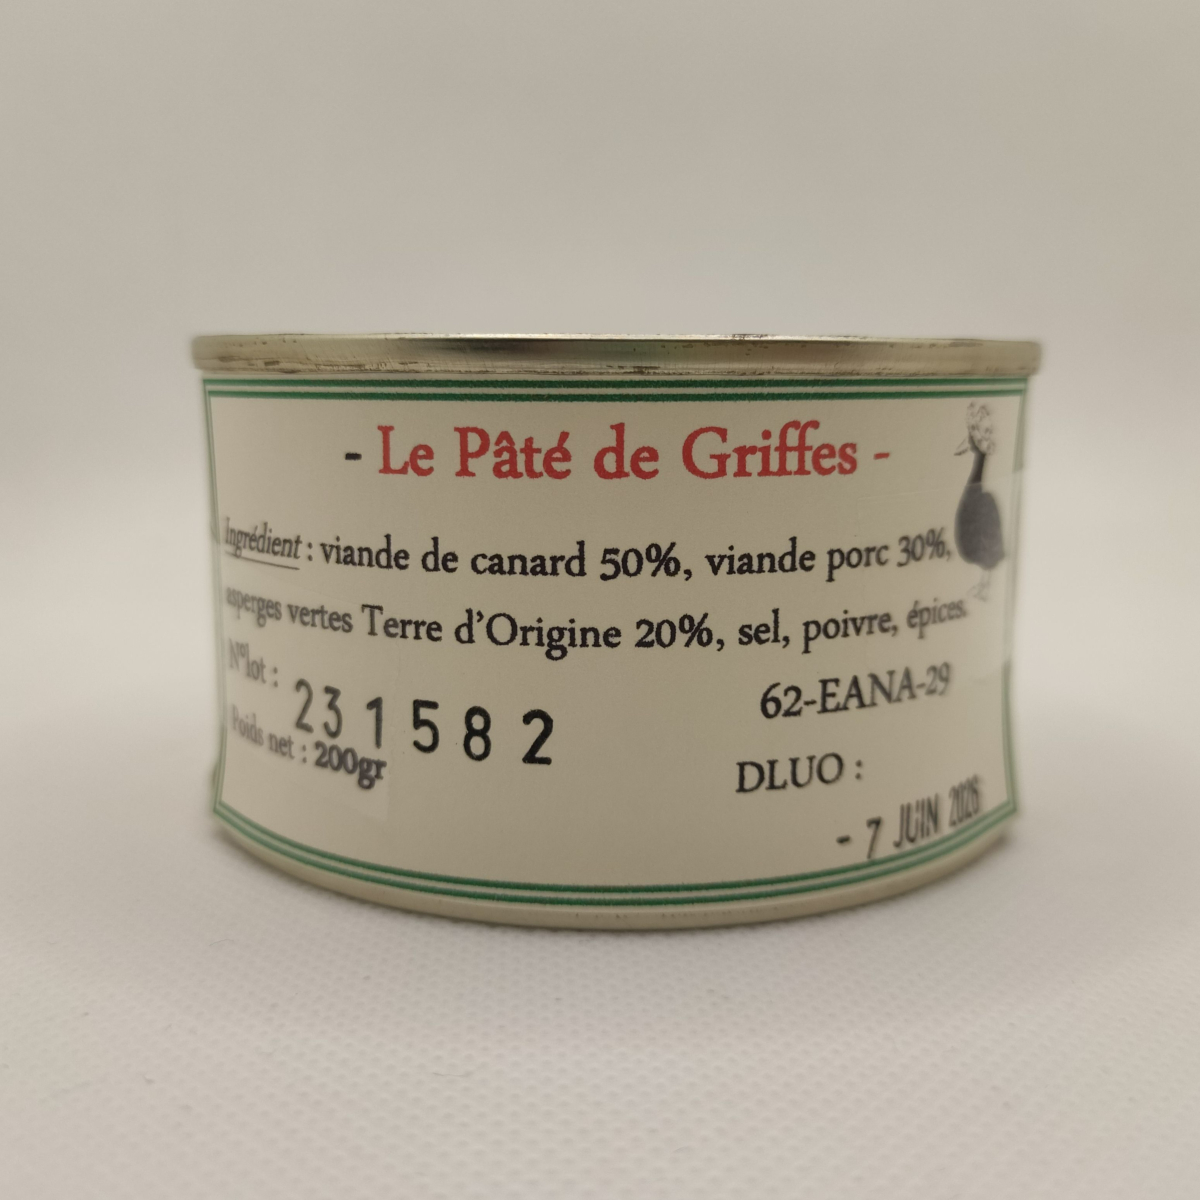 - Le Pâté de Griffes -
Ingrédient : viande de canard 50%, viande porc 30%,
asperges vertes Terre d'Origine 20%, sel, poivre, épices.
N°lot : 231582
62-EANA-29
Poids net : 200gr
DLUO :
- 7 JUIN 2026